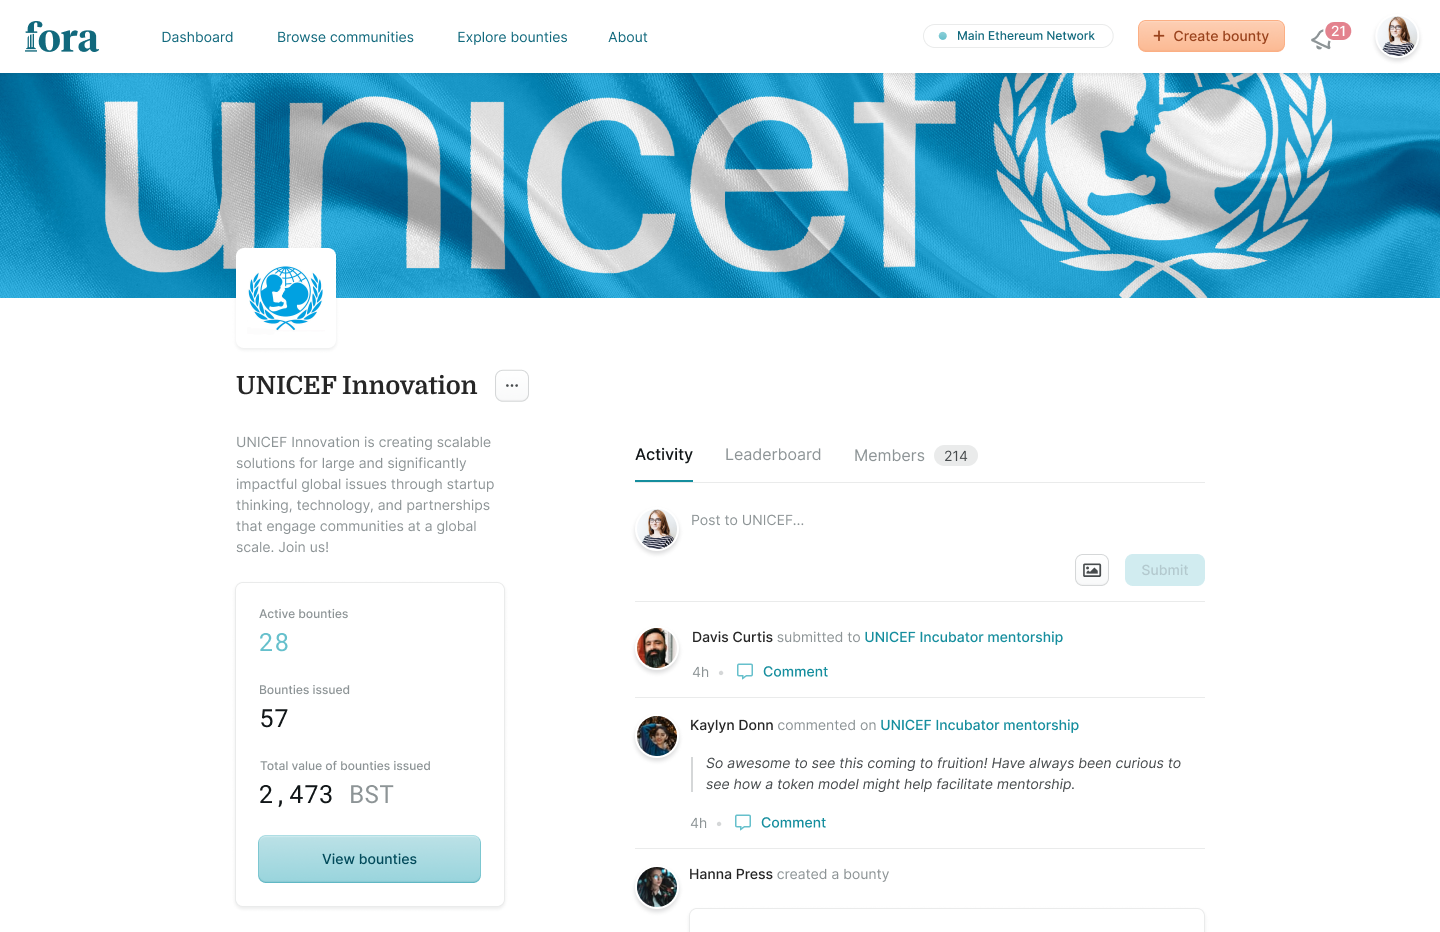 fora
Dashboard
Browse communities
Explore bounties
About
Main Ethereum Network
+ Create bounty
21
unicef
UNICEF Innovation
UNICEF Innovation is creating scalable
solutions for large and significantly
impactful global issues through startup
thinking, technology, and partnerships
that engage communities at a global
scale. Join us!
Active bounties
28
Bounties issued
57
Total value of bounties issued
2,473 BST
View bounties
Activity
Leaderboard
Members 214
Post to UNICEF...
Submit
Davis Curtis submitted to UNICEF Incubator mentorship
4h • Comment
Kaylyn Donn commented on UNICEF Incubator mentorship
So awesome to see this coming to fruition! Have always been curious to
see how a token model might help facilitate mentorship.
4h • Comment
Hanna Press created a bounty